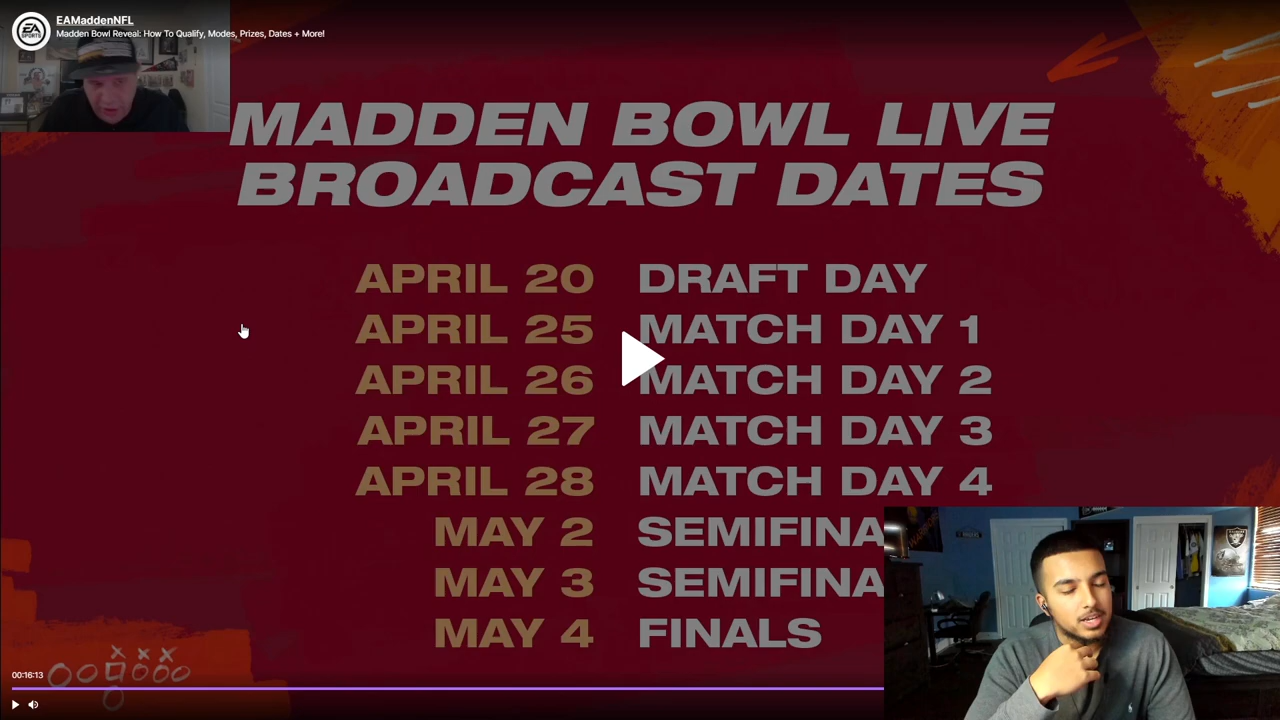 EAMaddenNFL
Madden Bowl Reveal: How To Qualify, Modes, Prizes, Dates + More!
EA
SPORTS
MADDEN BOWL LIVE
BROADCAST DATES
APRIL 20 DRAFT DAY
APRIL 25 MATCH DAY 1
APRIL 26 MATCH DAY 2
APRIL 27 MATCH DAY 3
APRIL 28 MATCH DAY 4
MAY 2 SEMIFINA
MAY 3 SEMIFINA
MAY 4 FINALS
00:16:13